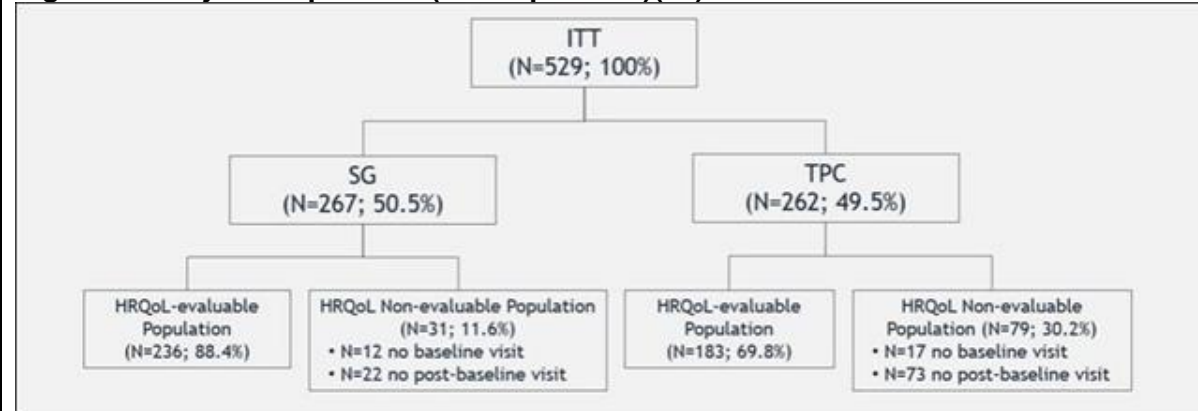 ITT
(N=529; 100%)
SG
(N=267; 50.5%)
TPC
(N=262; 49.5%)
HRQoL-evaluable
Population
(N=236; 88.4%)
HRQoL Non-evaluable Population
(N=31; 11.6%)
• N=12 no baseline visit
• N=22 no post-baseline visit
HRQoL-evaluable
Population
(N=183; 69.8%)
HRQoL Non-evaluable
Population (N=79; 30.2%)
• N=17 no baseline visit
• N=73 no post-baseline visit